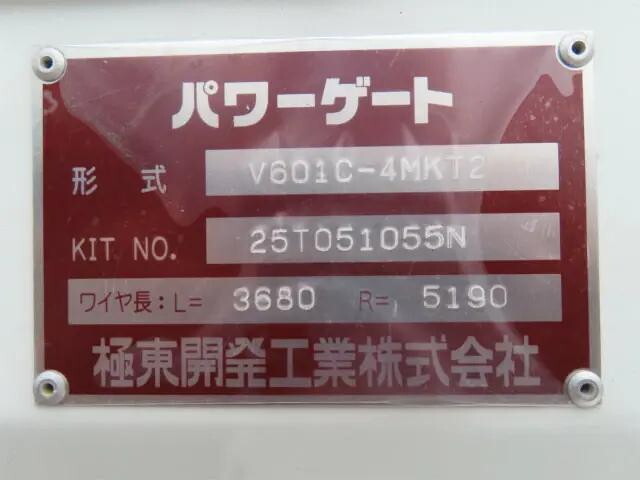 パワーゲート
形式 V601C-4MKT2
KIT NO. 25T051055N
ワイヤ長:L= 3680 R= 5190
極東開発工業株式会社